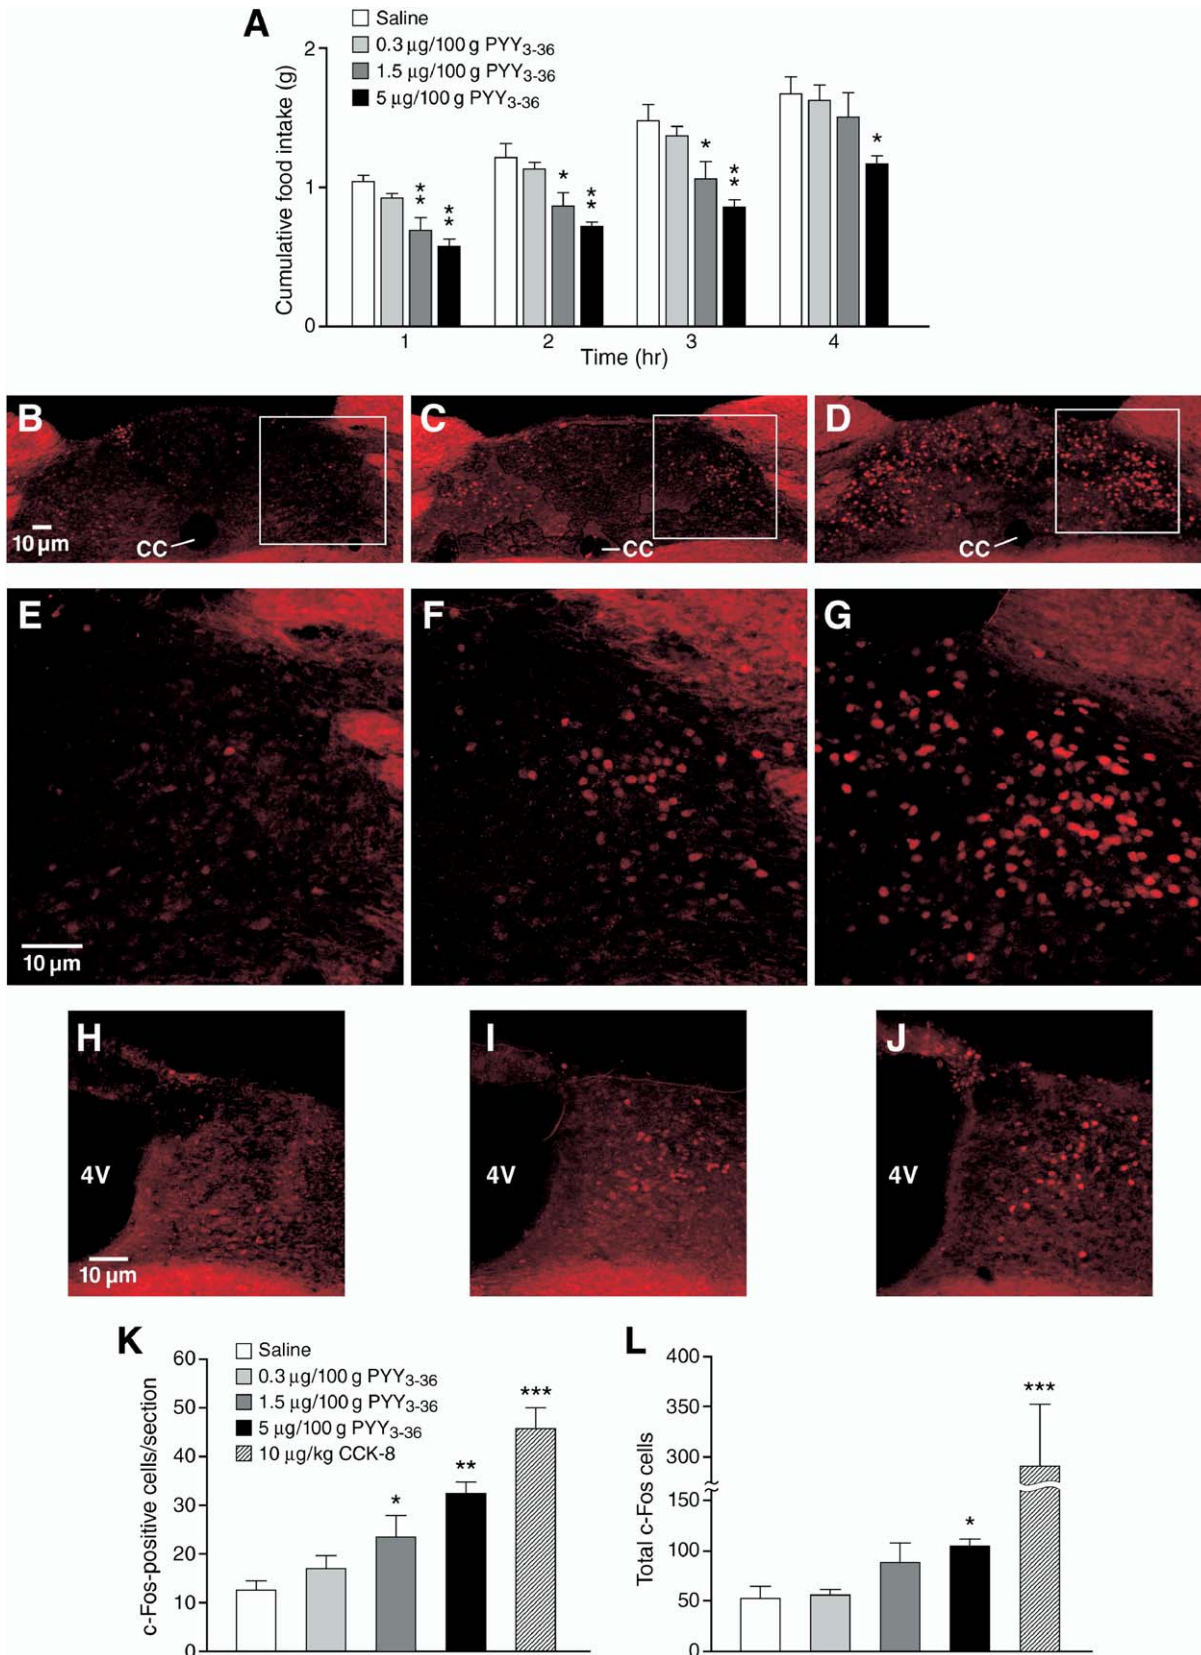 A
Saline
0.3 µg/100 g PYY3-36
1.5 µg/100 g PYY3-36
5 µg/100 g PYY3-36
Cumulative food intake (g)
2
1
0
** ** * ** * ** *
1 2 3 4
Time (hr)
B C D
10 µm
CC CC CC
E F G
10 µm
H I J
4V 4V 4V
10 µm
K
Saline
0.3 µg/100 g PYY3-36
1.5 µg/100 g PYY3-36
5 µg/100 g PYY3-36
10 µg/kg CCK-8
c-Fos-positive cells/section
60
50
40
30
20
10
0
* ** ***
L
Total c-Fos cells
400
350
300
150
100
50
0
* ***